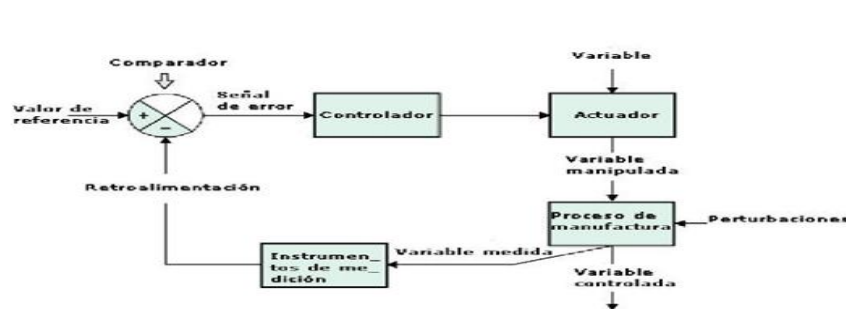 Comparador
Variable
Valor de
referencia
+
−
Señal
de error
Controlador
Actuador
Variable
manipulada
Retroalimentación
Proceso de
manufactura
Perturbaciones
Instrumen_
tos de me_
dición
Variable medida
Variable
controlada